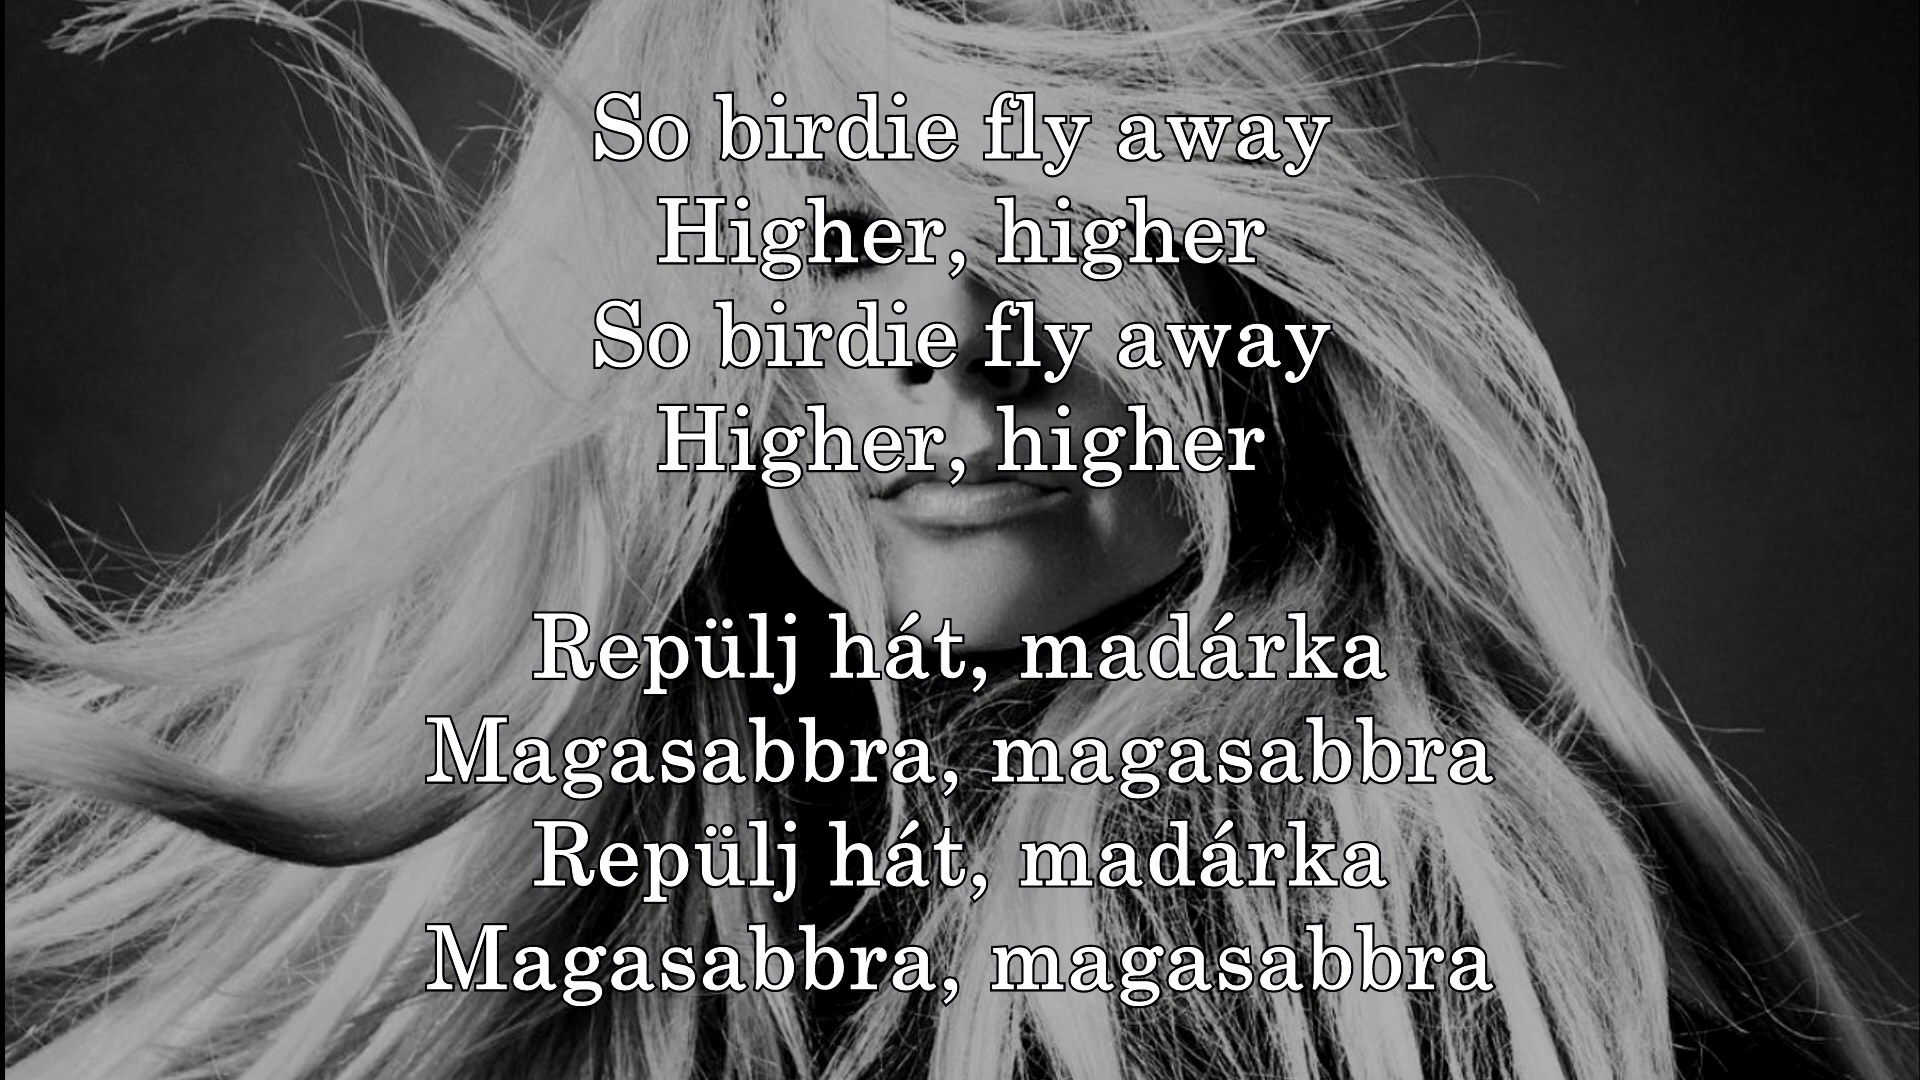 So birdie fly away
Higher, higher
So birdie fly away
Higher, higher
Repülj hát, madárka
Magasabbra, magasabbra
Repülj hát, madárka
Magasabbra, magasabbra